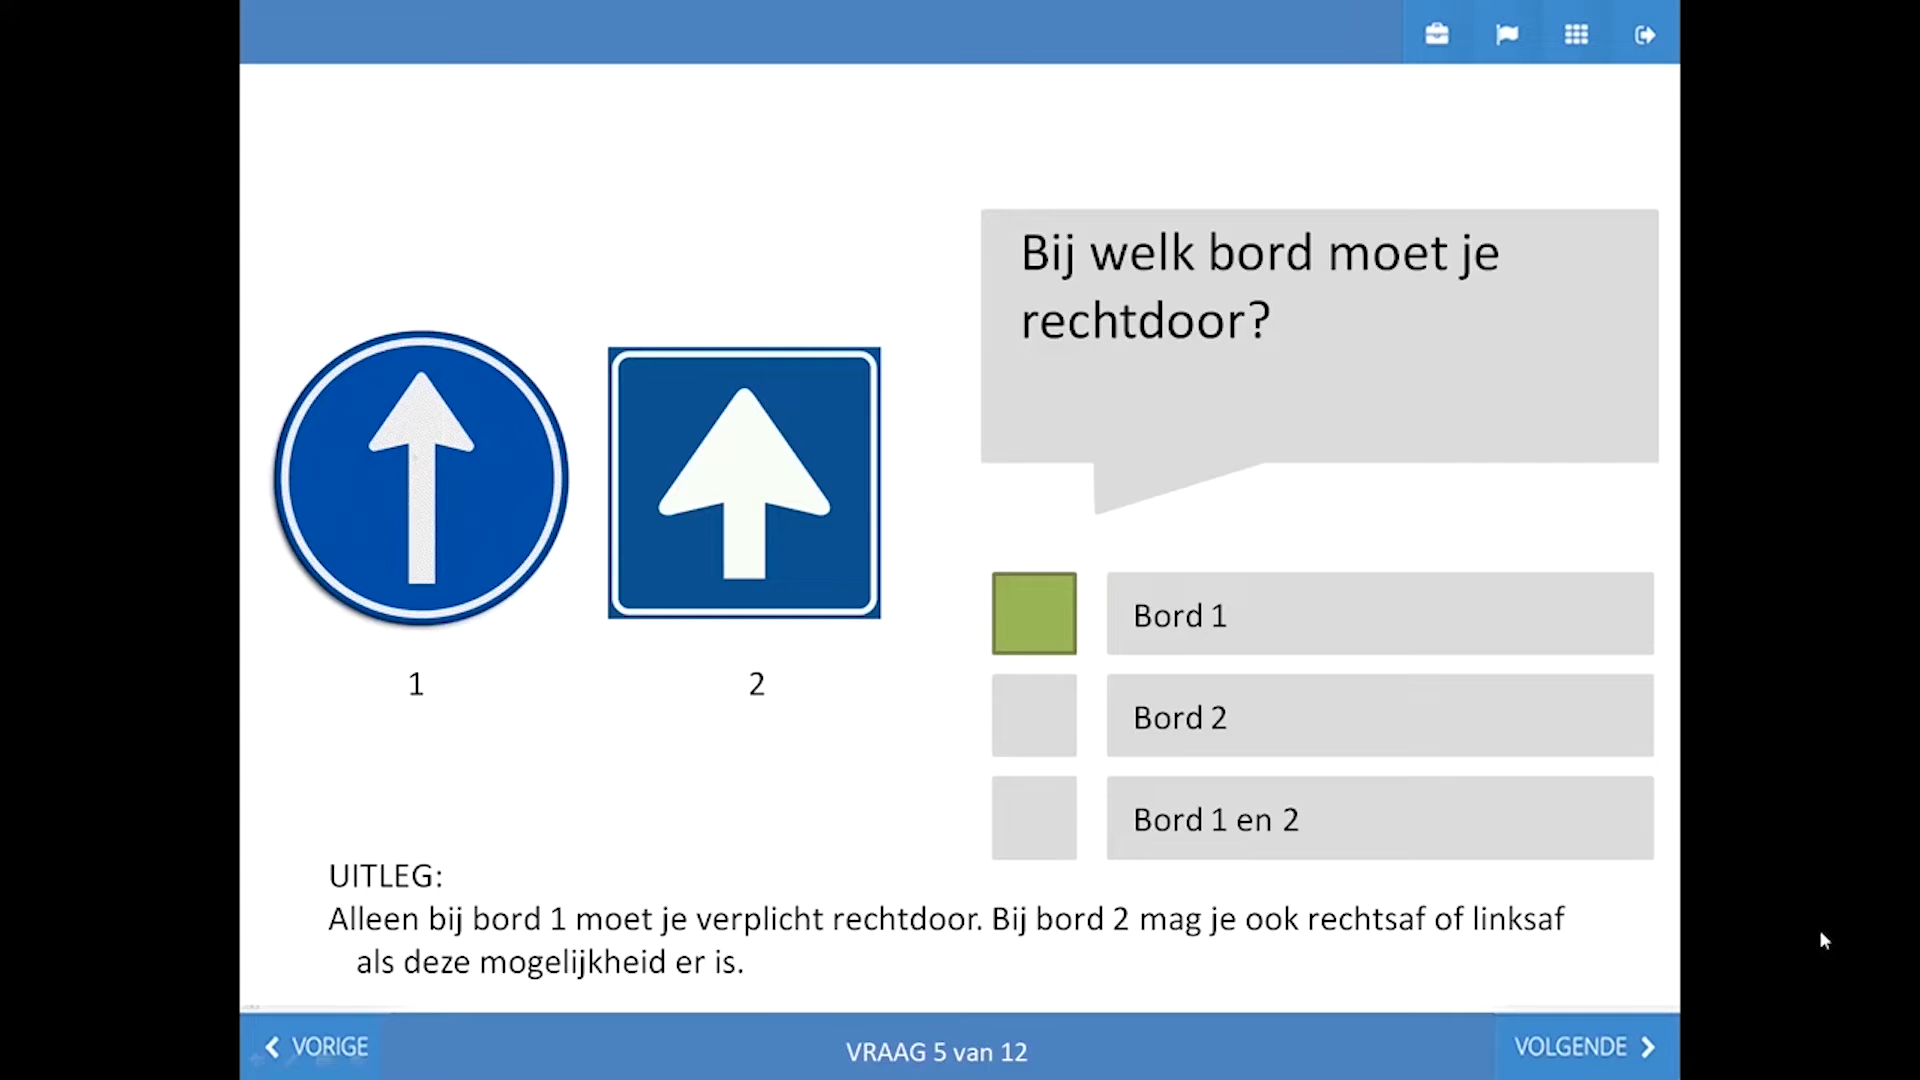 Bij welk bord moet je
rechtdoor?
1
2
Bord 1
Bord 2
Bord 1 en 2
UITLEG:
Alleen bij bord 1 moet je verplicht rechtdoor. Bij bord 2 mag je ook rechtsaf of linksaf
als deze mogelijkheid er is.
VORIGE
VRAAG 5 van 12
VOLGENDE